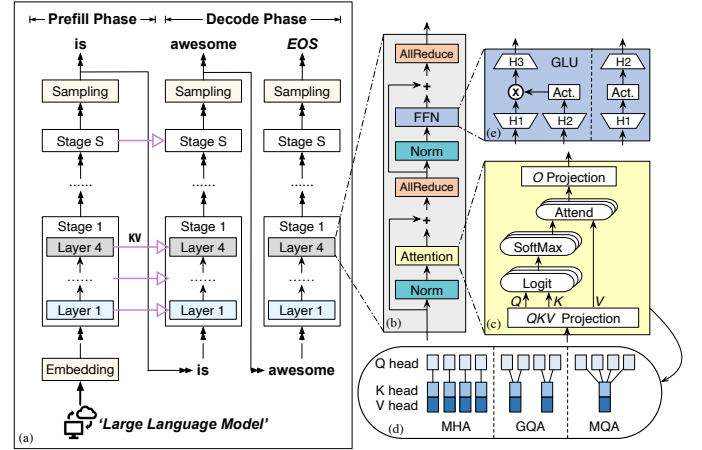 Prefill Phase
Decode Phase
is
awesome
EOS
Sampling
Sampling
Sampling
Stage S
Stage S
Stage S
......
......
......
Stage 1
Stage 1
Stage 1
Layer 4
KV
Layer 4
Layer 4
......
......
......
Layer 1
Layer 1
Layer 1
Embedding
is
awesome
'Large Language Model'
(a)
AllReduce
+
FFN
Norm
AllReduce
+
Attention
Norm
(b)
H3
GLU
H2
X
Act.
Act.
H1
H2
H1
(e)
O Projection
Attend
SoftMax
Logit
Q
K
V
QKV Projection
(c)
Q head
K head
V head
MHA
GQA
MQA
(d)